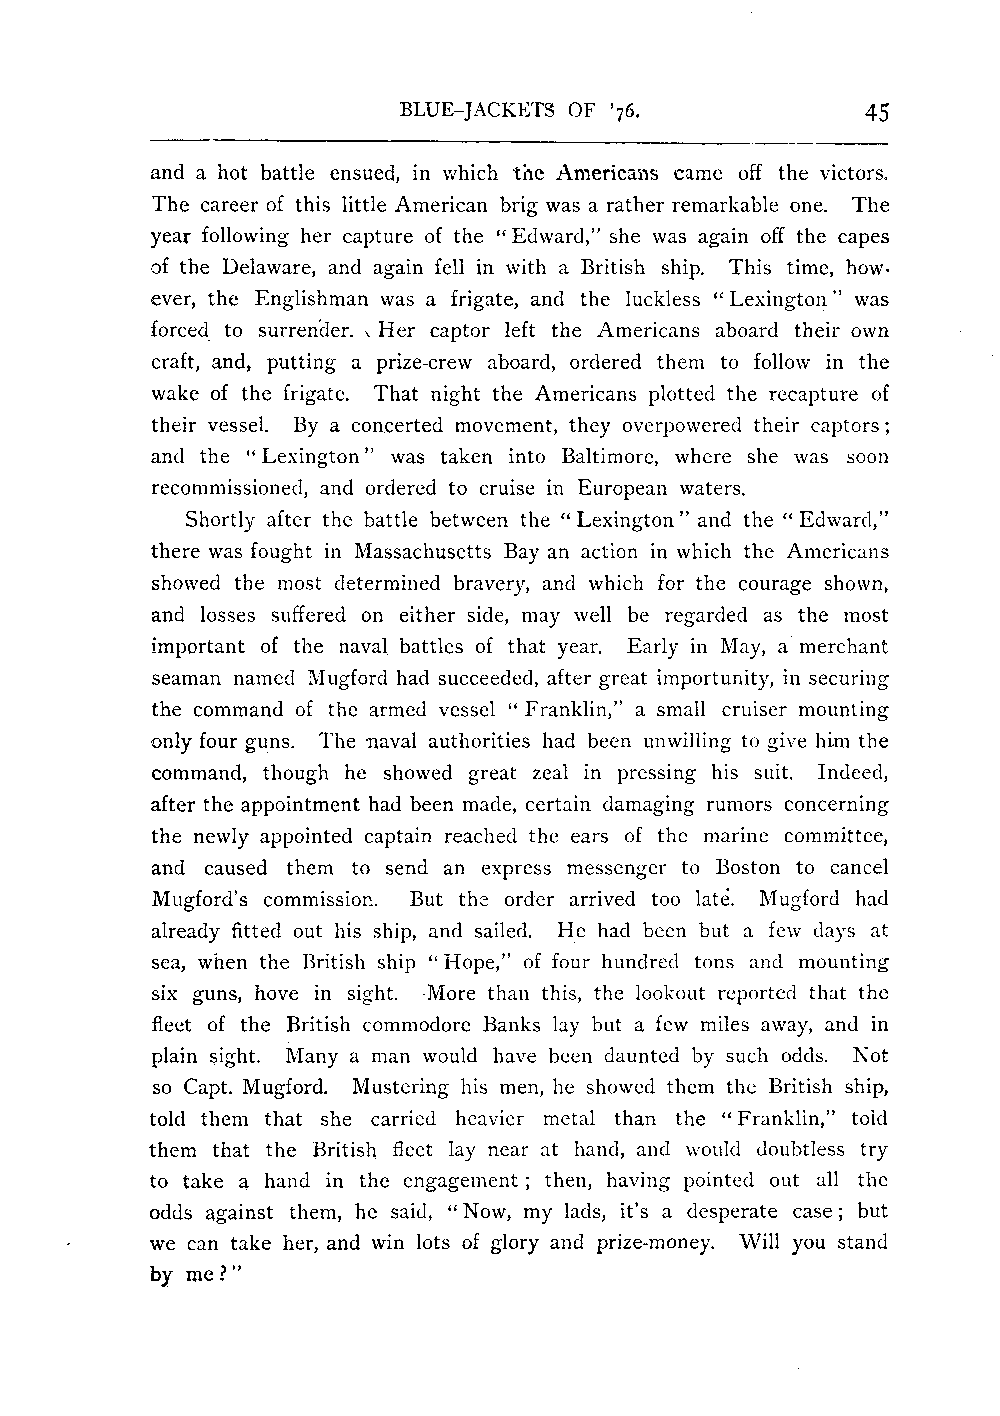 BLUE-JACKETS OF '76. 45
and a hot battle ensued, in which the Americans came off the victors.
The career of this little American brig was a rather remarkable one. The
year following her capture of the "Edward," she was again off the capes
of the Delaware, and again fell in with a British ship. This time, how-
ever, the Englishman was a frigate, and the luckless "Lexington" was
forced to surrender. Her captor left the Americans aboard their own
craft, and, putting a prize-crew aboard, ordered them to follow in the
wake of the frigate. That night the Americans plotted the recapture of
their vessel. By a concerted movement, they overpowered their captors;
and the "Lexington" was taken into Baltimore, where she was soon
recommissioned, and ordered to cruise in European waters.
Shortly after the battle between the "Lexington" and the "Edward,"
there was fought in Massachusetts Bay an action in which the Americans
showed the most determined bravery, and which for the courage shown,
and losses suffered on either side, may well be regarded as the most
important of the naval battles of that year. Early in May, a merchant
seaman named Mugford had succeeded, after great importunity, in securing
the command of the armed vessel "Franklin," a small cruiser mounting
only four guns. The naval authorities had been unwilling to give him the
command, though he showed great zeal in pressing his suit. Indeed,
after the appointment had been made, certain damaging rumors concerning
the newly appointed captain reached the ears of the marine committee,
and caused them to send an express messenger to Boston to cancel
Mugford's commission. But the order arrived too late. Mugford had
already fitted out his ship, and sailed. He had been but a few days at
sea, when the British ship "Hope," of four hundred tons and mounting
six guns, hove in sight. More than this, the lookout reported that the
fleet of the British commodore Banks lay but a few miles away, and in
plain sight. Many a man would have been daunted by such odds. Not
so Capt. Mugford. Mustering his men, he showed them the British ship,
told them that she carried heavier metal than the "Franklin," told
them that the British fleet lay near at hand, and would doubtless try
to take a hand in the engagement; then, having pointed out all the
odds against them, he said, "Now, my lads, it's a desperate case; but
we can take her, and win lots of glory and prize-money. Will you stand
by me?"